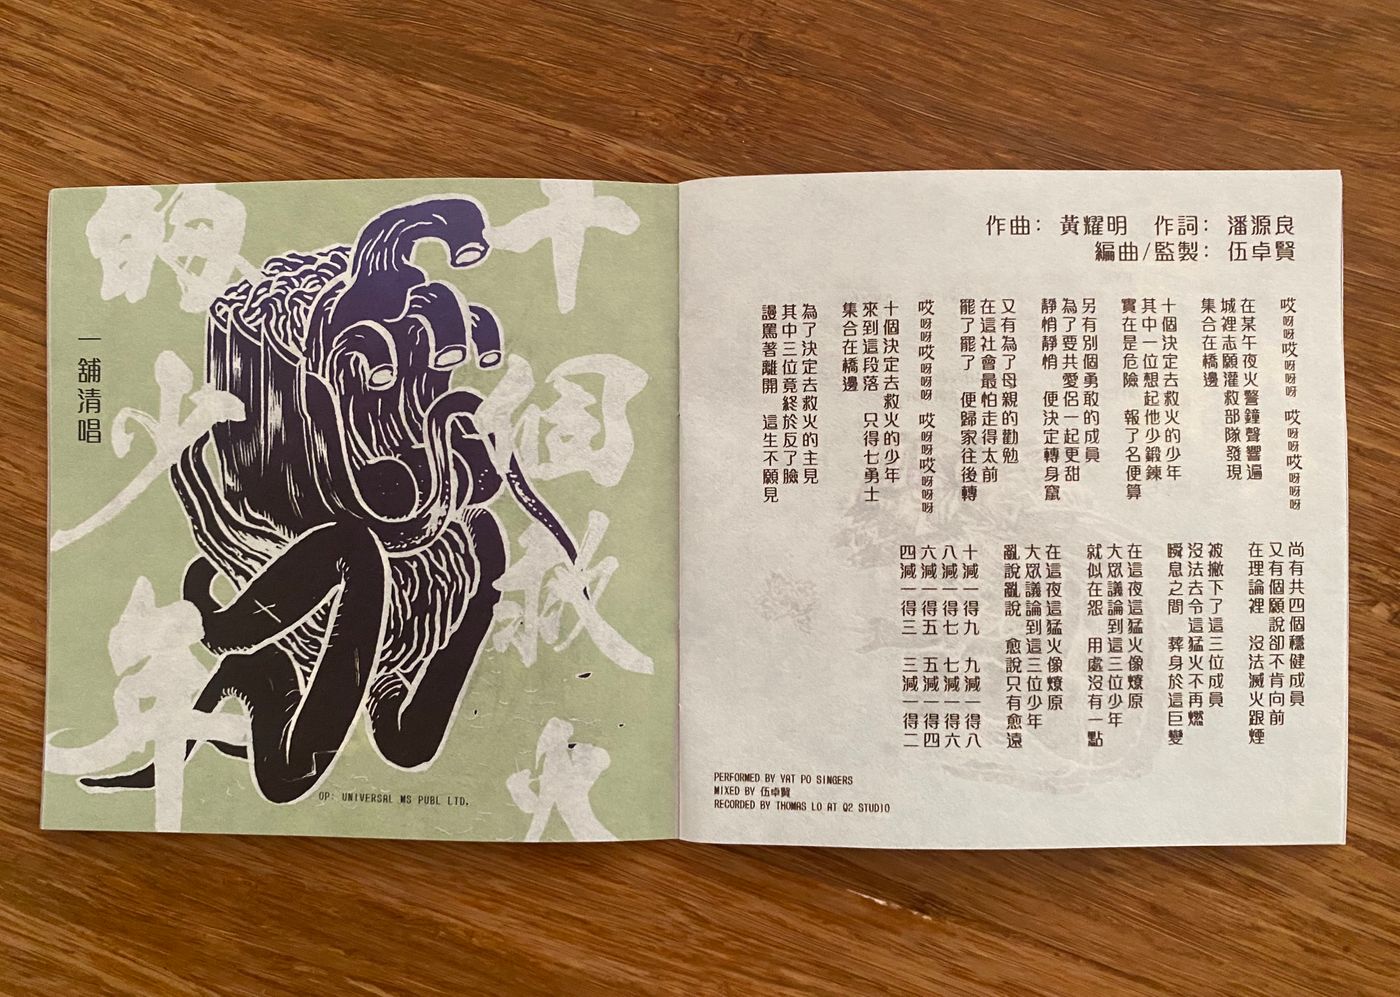 十個救火
的少年
一舖清唱
OP: UNIVERSAL MS PUBL LTD,
作曲： 黃耀明 作詞： 潘源良
編曲/監製： 伍卓賢
哎呀呀哎呀呀呀 哎呀呀哎呀呀呀
在某午夜火警鐘聲響遍
城裡志願灌救部隊發現
集合在橋邊
十個決定去救火的少年
其中一位想起他少鍛鍊
實在是危險 報了名便算
另有別個勇敢的成員
為了要共愛侶一起更甜
靜悄靜悄 便決定轉身竄
又有為了母親的勸勉
在這社會最怕走得太前
罷了罷了 便歸家往後轉
哎呀呀哎呀呀呀 哎呀呀哎呀呀呀
十個決定去救火的少年
來到這段落 只得七勇士
集合在橋邊
為了決定去救火的主見
其中三位竟終於反了臉
謾罵著離開 這生不願見
尚有共四個穩健成員
又有個願說卻不肯向前
在理論裡 沒法滅火跟煙
被撇下了這三位成員
沒法去令這猛火不再燃
瞬息之間 葬身於這巨變
在這夜這猛火像燎原
大眾議論到這三位少年
就似在怨 用處沒有一點
在這夜這猛火像燎原
大眾議論到這三位少年
亂說亂說 愈說只有愈遠
十減一得九 九減一得八
八減一得七 七減一得六
六減一得五 五減一得四
四減一得三 三減一得二
PERFORMED BY YAT PO SINGERS
MIXED BY 伍卓賢
RECORDED BY THOMAS LO AT Q2 STUDIO